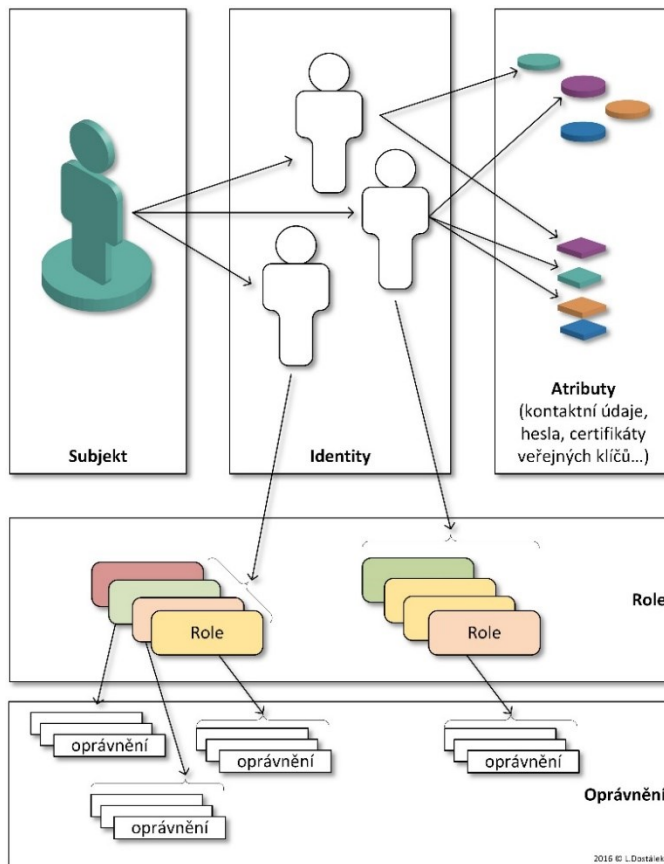 Subjekt
Identity
Atributy
(kontaktní údaje,
hesla, certifikáty
veřejných klíčů...)
Role
Role
Role
oprávnění
oprávnění
oprávnění
oprávnění
Oprávnění
2016 © L.Dostálek